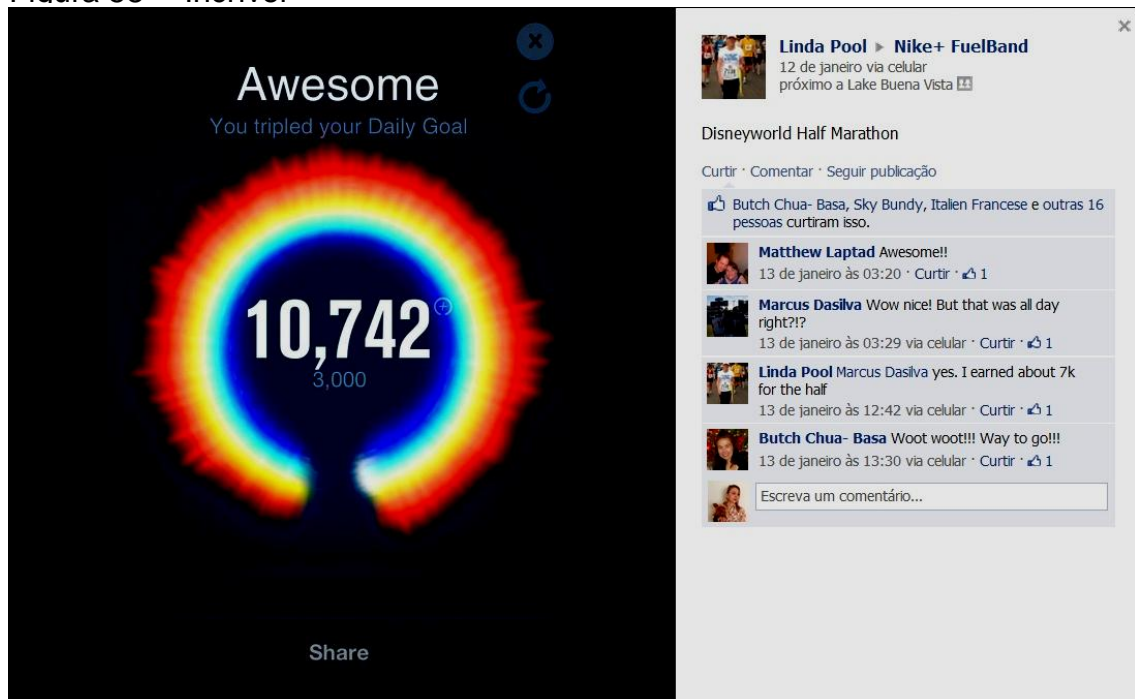 Figura 38 – Incrível
Awesome
You tripled your Daily Goal
10,742
3,000
Share
Linda Pool ▸ Nike+ FuelBand
12 de janeiro via celular
próximo a Lake Buena Vista
Disneyworld Half Marathon
Curtir · Comentar · Seguir publicação
Butch Chua- Basa, Sky Bundy, Italien Francese e outras 16
pessoas curtiram isso.
Matthew Laptad Awesome!!
13 de janeiro às 03:20 · Curtir · 1
Marcus Dasilva Wow nice! But that was all day
right?!?
13 de janeiro às 03:29 via celular · Curtir · 1
Linda Pool Marcus Dasilva yes. I earned about 7k
for the half
13 de janeiro às 12:42 via celular · Curtir · 1
Butch Chua- Basa Woot woot!!! Way to go!!!
13 de janeiro às 13:30 via celular · Curtir · 1
Escreva um comentário...